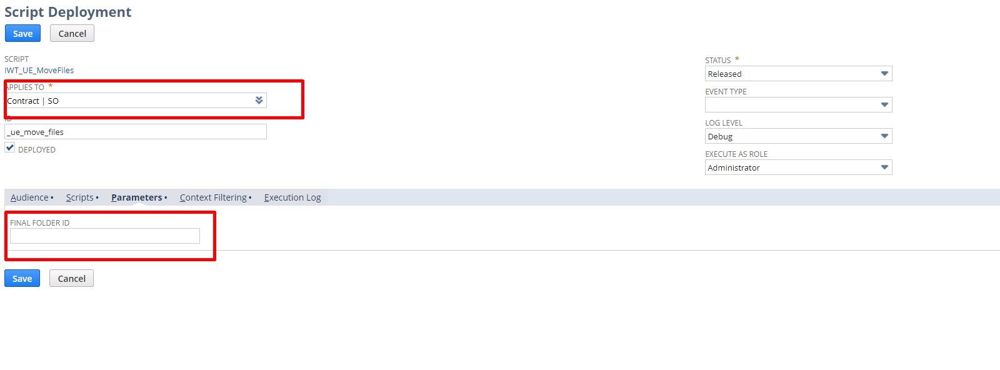 Script Deployment
Save Cancel
SCRIPT
IWT_UE_MoveFiles
APPLIES TO *
Contract | SO
ID
_ue_move_files
DEPLOYED
STATUS *
Released
EVENT TYPE
LOG LEVEL
Debug
EXECUTE AS ROLE
Administrator
Audience • Scripts • Parameters • Context Filtering • Execution Log
FINAL FOLDER ID
Save Cancel